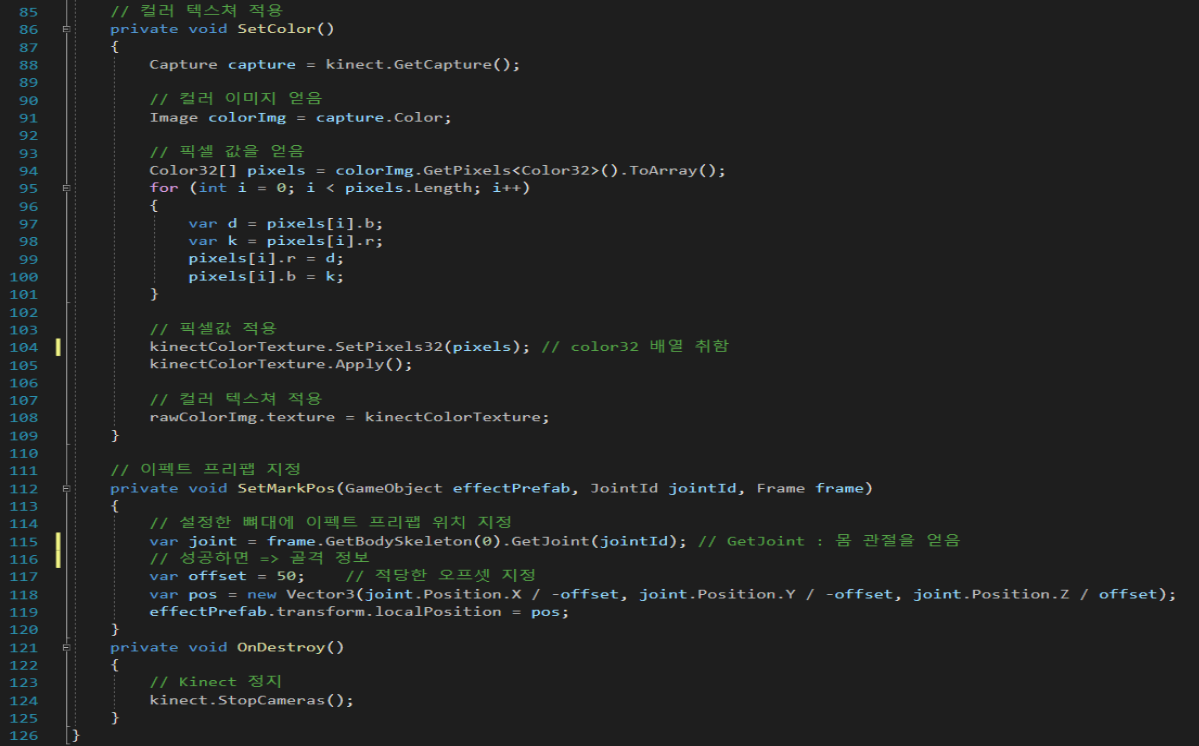 85 // 컬러 텍스쳐 적용
86 private void SetColor()
87 {
88 Capture capture = kinect.GetCapture();
89
90 // 컬러 이미지 얻음
91 Image colorImg = capture.Color;
92
93 // 픽셀 값을 얻음
94 Color32[] pixels = colorImg.GetPixels<Color32>().ToArray();
95 for (int i = 0; i < pixels.Length; i++)
96 {
97 var d = pixels[i].b;
98 var k = pixels[i].r;
99 pixels[i].r = d;
100 pixels[i].b = k;
101 }
102
103 // 픽셀값 적용
104 kinectColorTexture.SetPixels32(pixels); // color32 배열 취함
105 kinectColorTexture.Apply();
106
107 // 컬러 텍스쳐 적용
108 rawColorImg.texture = kinectColorTexture;
109 }
110
111 // 이펙트 프리팹 지정
112 private void SetMarkPos(GameObject effectPrefab, JointId jointId, Frame frame)
113 {
114 // 설정한 뼈대에 이펙트 프리팹 위치 지정
115 var joint = frame.GetBodySkeleton(0).GetJoint(jointId); // GetJoint : 몸 관절을 얻음
116 // 성공하면 => 골격 정보
117 var offset = 50; // 적당한 오프셋 지정
118 var pos = new Vector3(joint.Position.X / -offset, joint.Position.Y / -offset, joint.Position.Z / offset);
119 effectPrefab.transform.localPosition = pos;
120 }
121 private void OnDestroy()
122 {
123 // Kinect 정지
124 kinect.StopCameras();
125 }
126 }